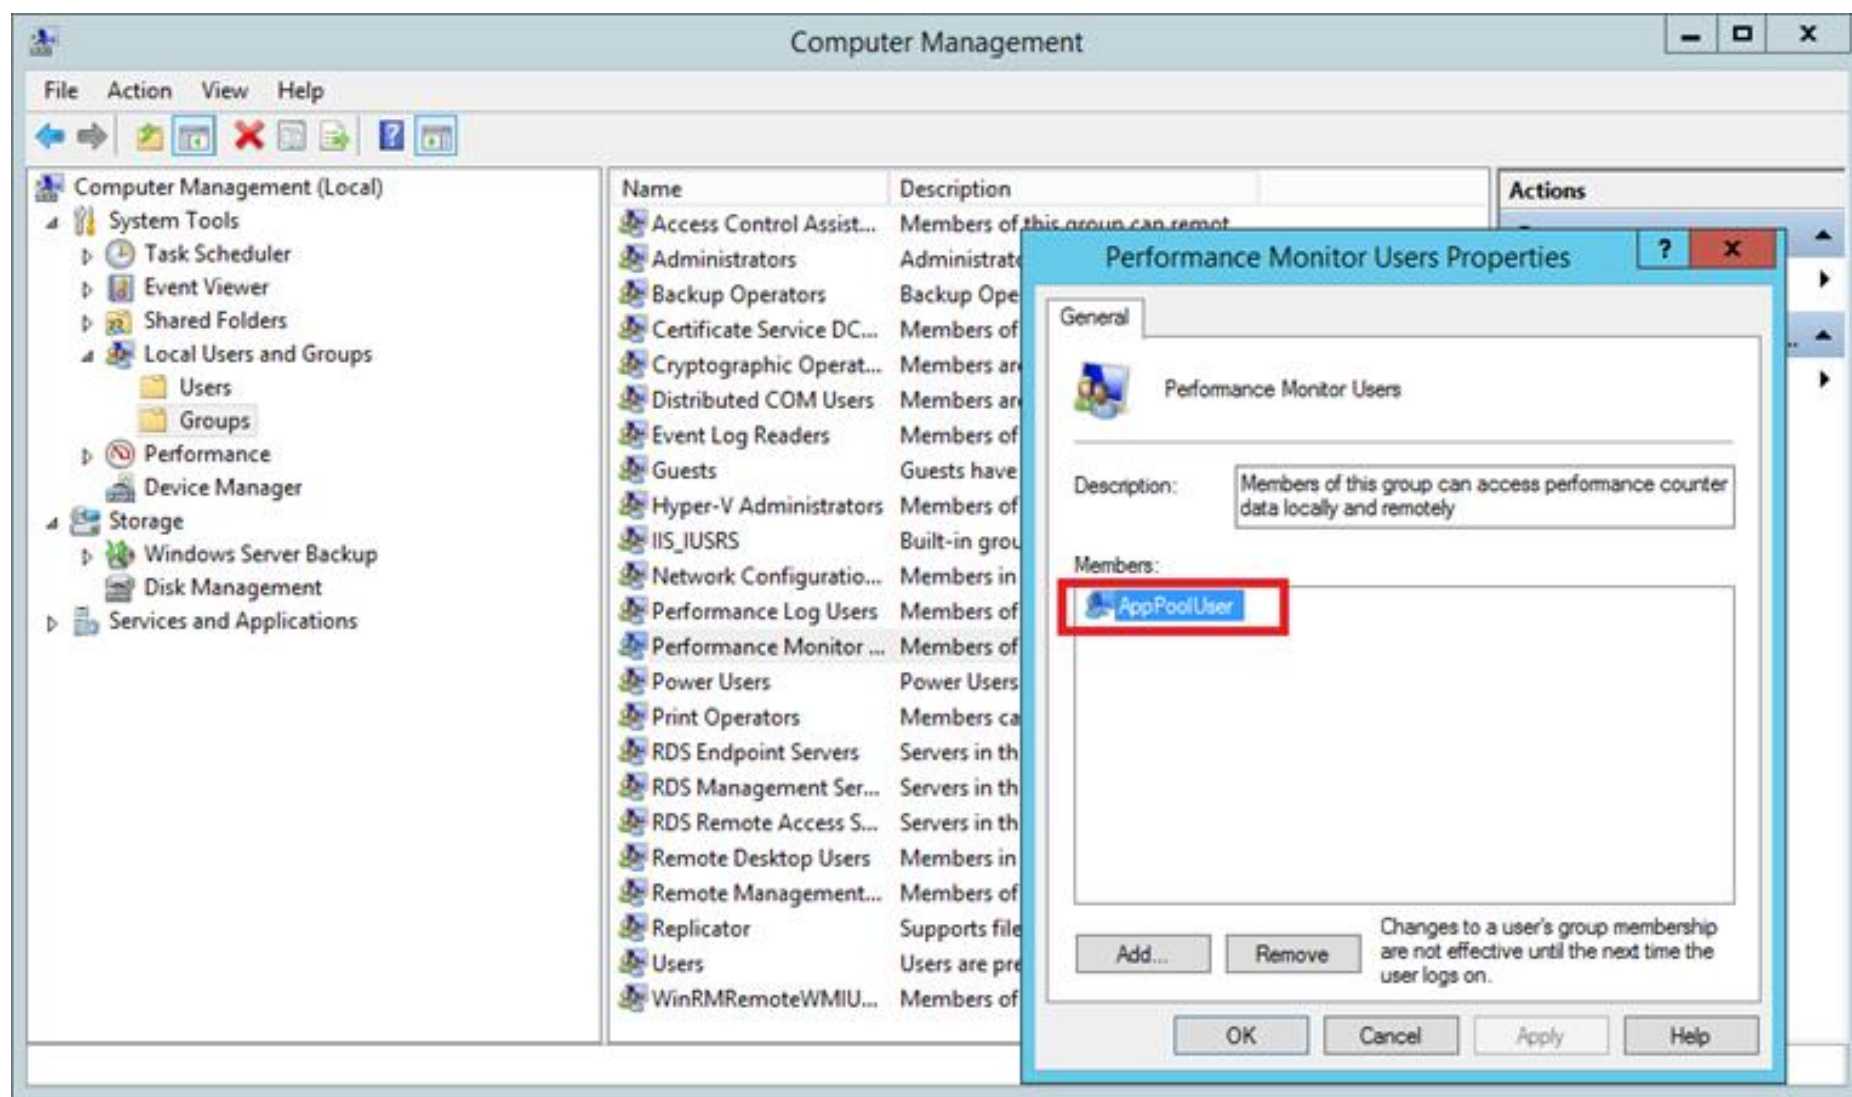 Computer Management
File Action View Help
Computer Management (Local)
System Tools
Task Scheduler
Event Viewer
Shared Folders
Local Users and Groups
Users
Groups
Performance
Device Manager
Storage
Windows Server Backup
Disk Management
Services and Applications
Name Description
Access Control Assist... Members of this group can remot
Administrators Administrato
Backup Operators Backup Ope
Certificate Service DC... Members of
Cryptographic Operat... Members are
Distributed COM Users Members are
Event Log Readers Members of
Guests Guests have
Hyper-V Administrators Members of
IIS_IUSRS Built-in grou
Network Configuratio... Members in
Performance Log Users Members of
Performance Monitor ... Members of
Power Users Power Users
Print Operators Members ca
RDS Endpoint Servers Servers in th
RDS Management Ser... Servers in th
RDS Remote Access S... Servers in th
Remote Desktop Users Members in
Remote Management... Members of
Replicator Supports file
Users Users are pre
WinRMRemoteWMIU... Members of
Actions
Performance Monitor Users Properties
? x
General
Performance Monitor Users
Description:
Members of this group can access performance counter
data locally and remotely
Members:
AppPoolUser
Add... Remove
Changes to a user's group membership
are not effective until the next time the
user logs on.
OK Cancel Apply Help